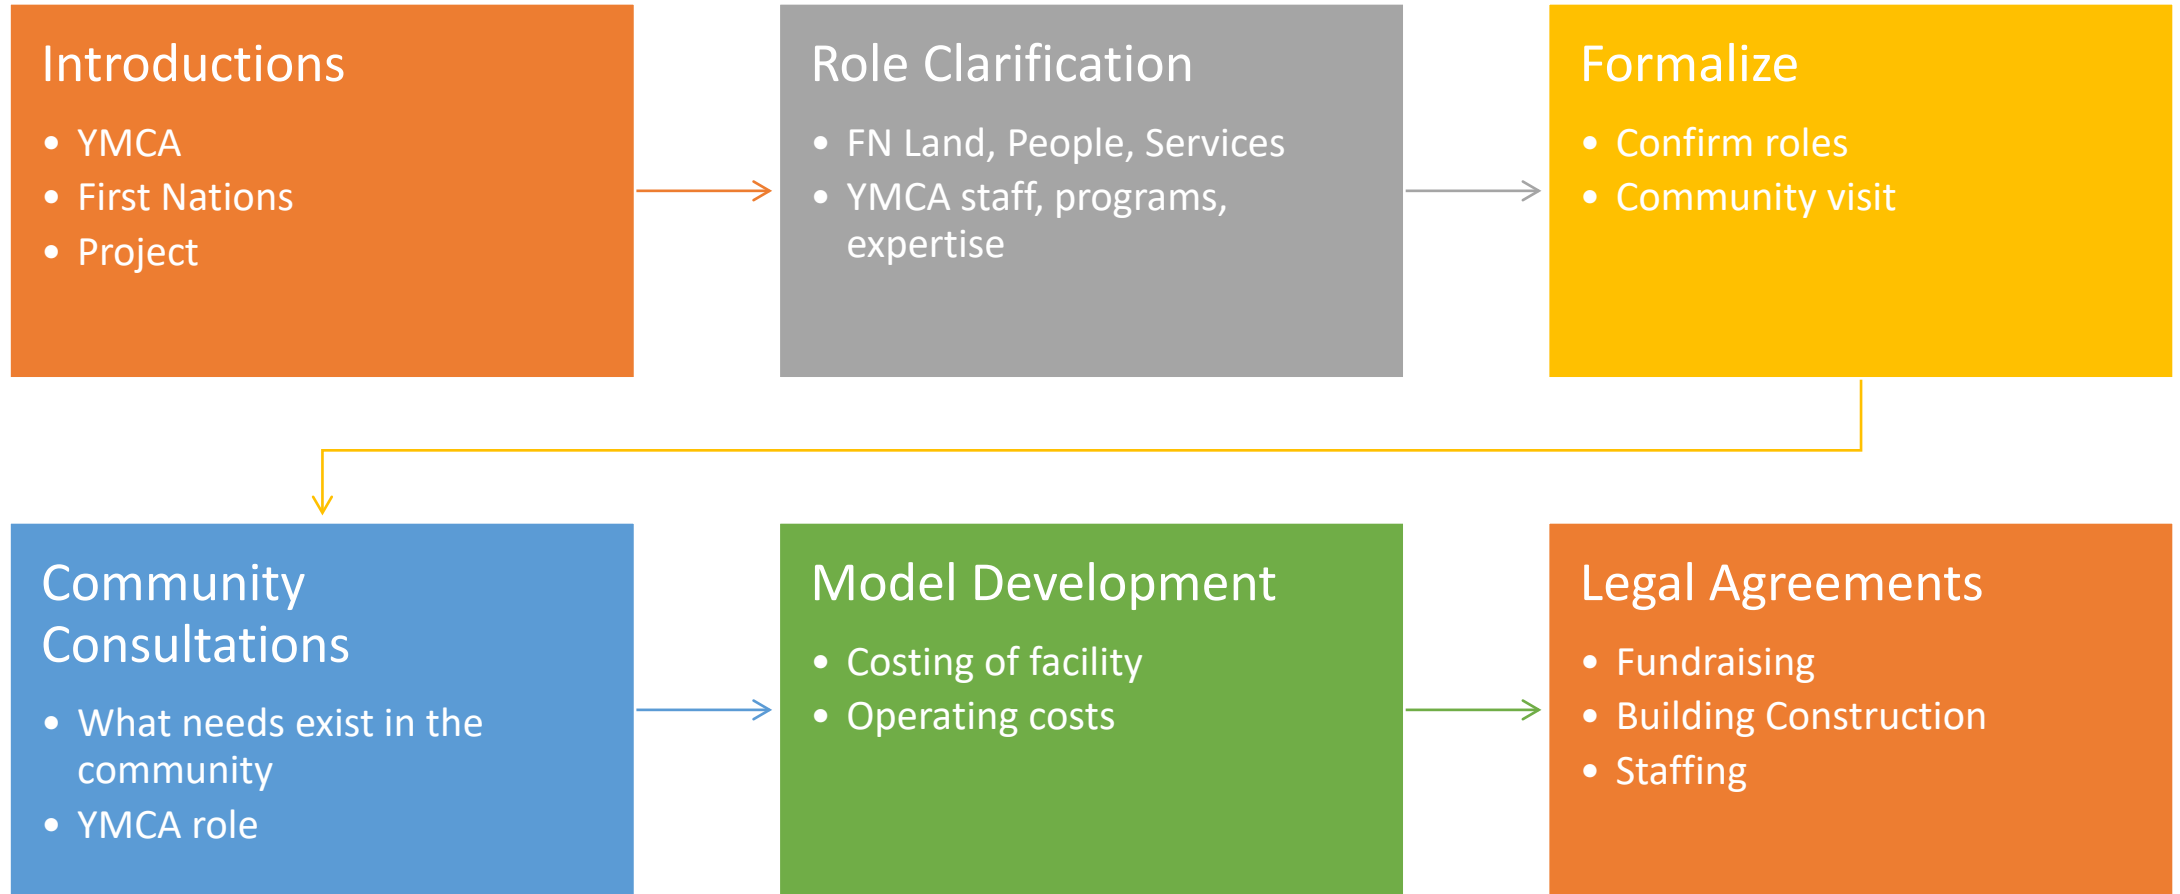 Introductions
• YMCA
• First Nations
• Project
Role Clarification
• FN Land, People, Services
• YMCA staff, programs,
expertise
Formalize
• Confirm roles
• Community visit
Community
Consultations
• What needs exist in the
community
• YMCA role
Model Development
• Costing of facility
• Operating costs
Legal Agreements
• Fundraising
• Building Construction
• Staffing